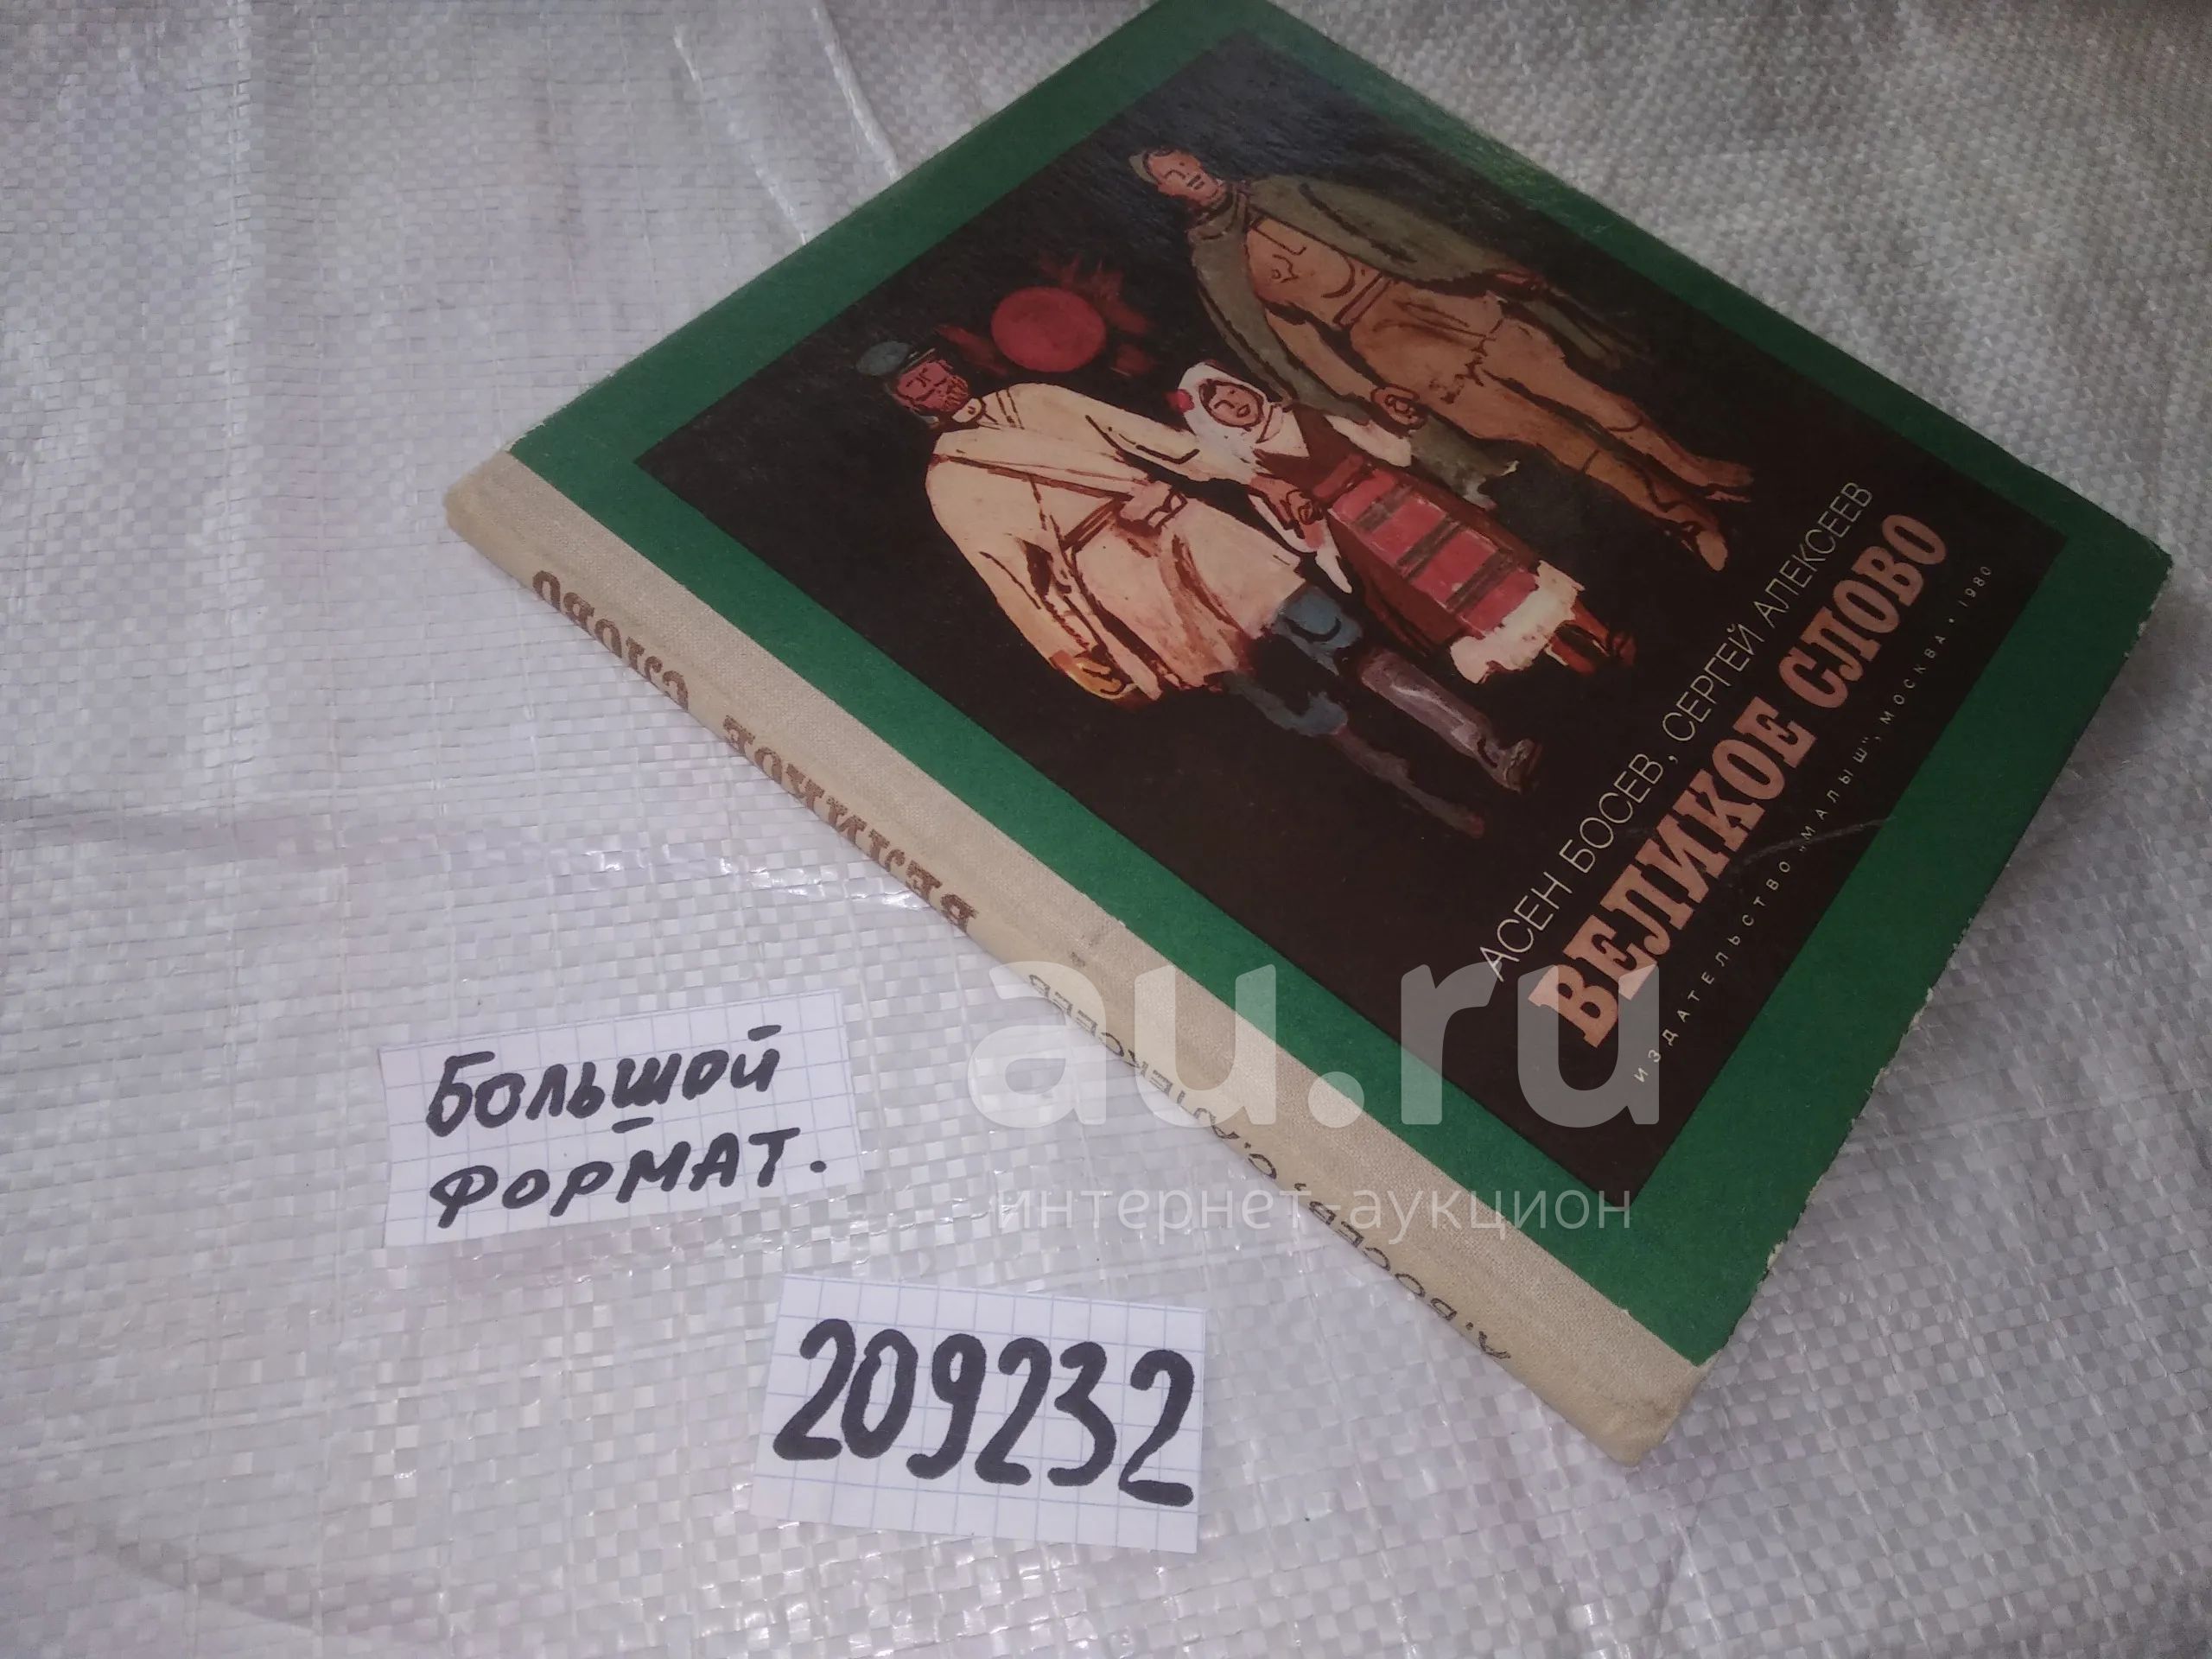 АСЕН БОСЕВ, СЕРГЕЙ АЛЕКСЕЕВ
ВЕЛИКОЕ СЛОВО
ИЗДАТЕЛЬСТВО „МАЛЫШ", МОСКВА • 1980
А. БОСЕВ, С. АЛЕКСЕЕВ • ВЕЛИКОЕ СЛОВО
au.ru
интернет аукцион
Большой
формат.
209232